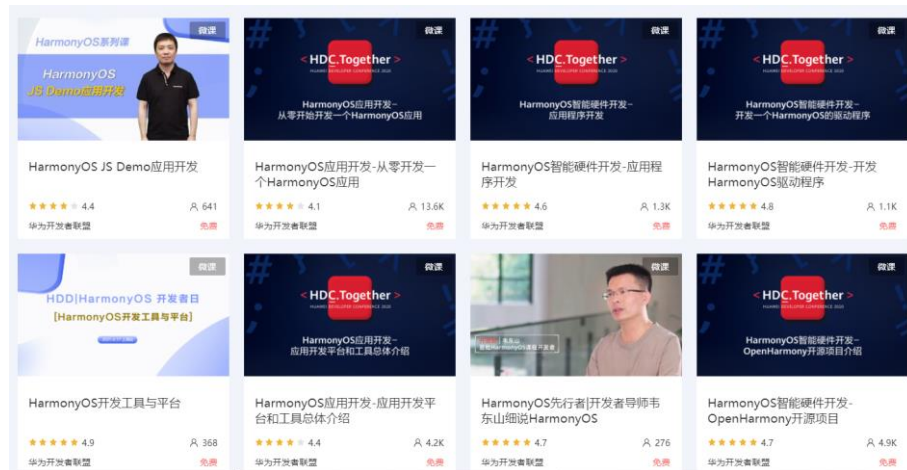 HarmonyOS系列课
微课
HarmonyOS
JS Demo应用开发
HarmonyOS JS Demo应用开发
4.4
641
华为开发者联盟
免费
微课
< HDC.Together >
HUAWEI DEVELOPER CONFERENCE 2020
HarmonyOS应用开发–
从零开始开发一个HarmonyOS应用
HarmonyOS应用开发-从零开发一
个HarmonyOS应用
4.1
13.6K
华为开发者联盟
免费
微课
< HDC.Together >
HUAWEI DEVELOPER CONFERENCE 2020
HarmonyOS智能硬件开发–
应用程序开发
HarmonyOS智能硬件开发-应用程
序开发
4.6
1.3K
华为开发者联盟
免费
微课
< HDC.Together >
HUAWEI DEVELOPER CONFERENCE 2020
HarmonyOS智能硬件开发–
开发一个HarmonyOS的驱动程序
HarmonyOS智能硬件开发-开发
HarmonyOS驱动程序
4.8
1.1K
华为开发者联盟
免费
微课
HDD|HarmonyOS 开发者日
[HarmonyOS开发工具与平台]
HarmonyOS开发工具与平台
4.9
368
华为开发者联盟
免费
微课
< HDC.Together >
HUAWEI DEVELOPER CONFERENCE 2020
HarmonyOS应用开发–
应用开发平台和工具总体介绍
HarmonyOS应用开发-应用开发平
台和工具总体介绍
4.4
4.2K
华为开发者联盟
免费
微课
韦东山
HarmonyOS先行者|开发者导师韦
东山细说HarmonyOS
4.7
276
华为开发者联盟
免费
微课
< HDC.Together >
HUAWEI DEVELOPER CONFERENCE 2020
HarmonyOS智能硬件开发–
OpenHarmony开源项目介绍
HarmonyOS智能硬件开发-
OpenHarmony开源项目
4.7
4.9K
华为开发者联盟
免费